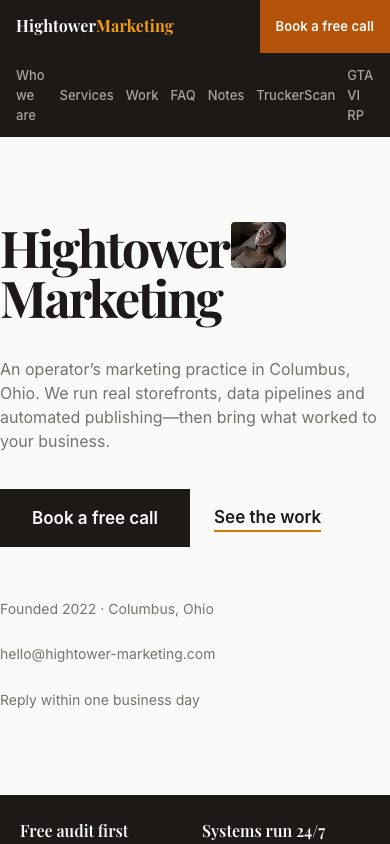 HightowerMarketing
Book a free call
Who we are
Services
Work
FAQ
Notes
TruckerScan
GTA VI RP
Hightower
Marketing
An operator’s marketing practice in Columbus,
Ohio. We run real storefronts, data pipelines and
automated publishing—then bring what worked to
your business.
Book a free call
See the work
Founded 2022 · Columbus, Ohio
hello@hightower-marketing.com
Reply within one business day
Free audit first
Systems run 24/7